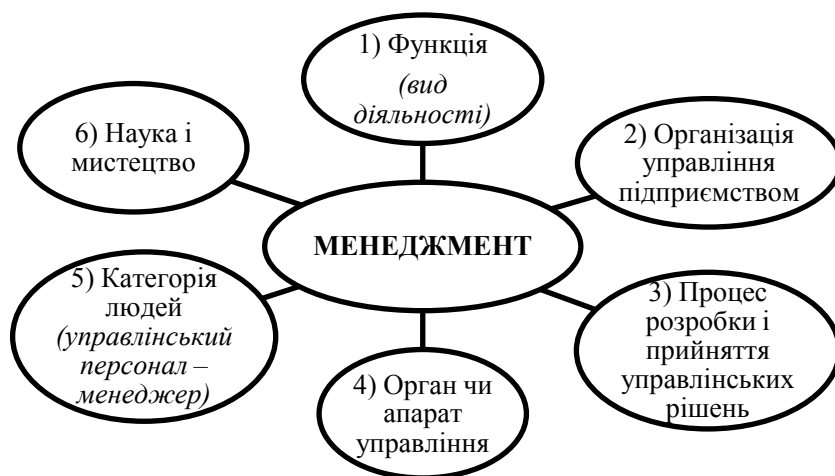 1) Функція
(вид
діяльності)
2) Організація
управління
підприємством
3) Процес
розробки і
прийняття
управлінських
рішень
4) Орган чи
апарат
управління
5) Категорія
людей
(управлінський
персонал –
менеджер)
6) Наука і
мистецтво
МЕНЕДЖМЕНТ